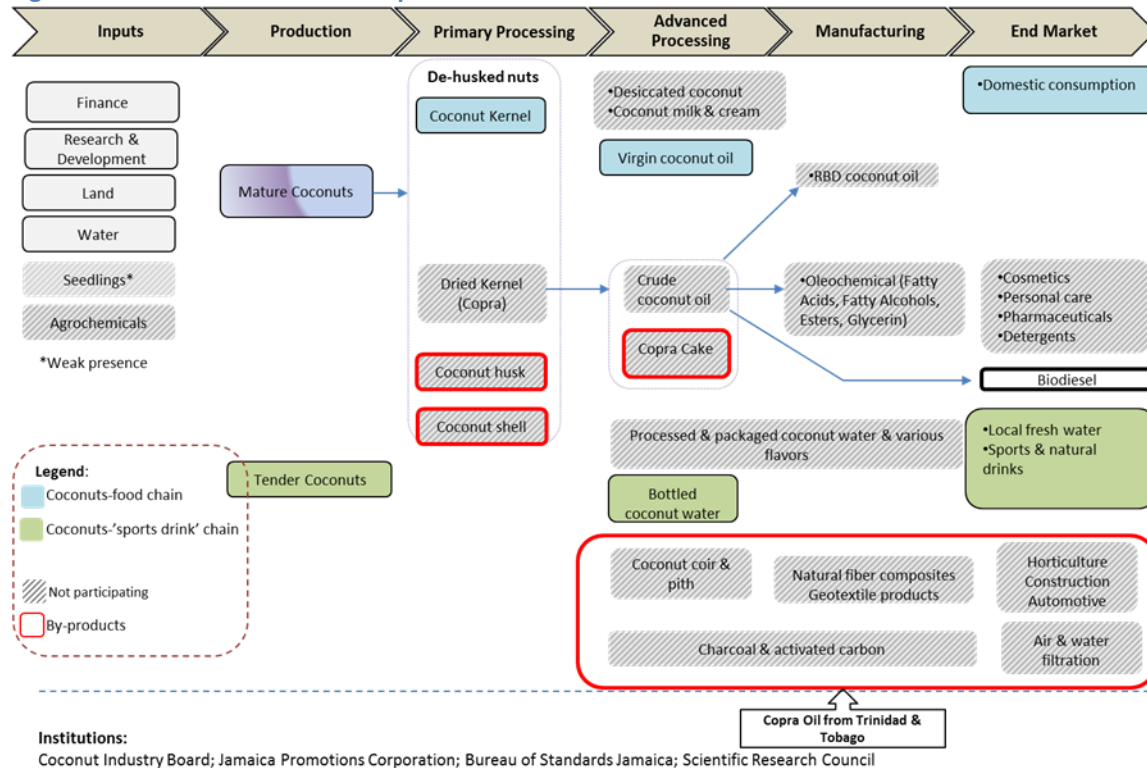 Inputs
Production
Primary Processing
Advanced
Processing
Manufacturing
End Market
Finance
Research &
Development
Land
Water
Seedlings*
Agrochemicals
*Weak presence
Mature Coconuts
Tender Coconuts
De-husked nuts
Coconut Kernel
Dried Kernel
(Copra)
Coconut husk
Coconut shell
•Desiccated coconut
•Coconut milk & cream
Virgin coconut oil
Crude
coconut oil
Copra Cake
•RBD coconut oil
•Oleochemical (Fatty
Acids, Fatty Alcohols,
Esters, Glycerin)
•Domestic consumption
•Cosmetics
•Personal care
•Pharmaceuticals
•Detergents
Biodiesel
Processed & packaged coconut water & various
flavors
Bottled
coconut water
•Local fresh water
•Sports & natural
drinks
Coconut coir &
pith
Natural fiber composites
Geotextile products
Horticulture
Construction
Automotive
Charcoal & activated carbon
Air & water
filtration
Legend:
Coconuts-food chain
Coconuts-’sports drink’ chain
Not participating
By-products
Copra Oil from Trinidad &
Tobago
Institutions:
Coconut Industry Board; Jamaica Promotions Corporation; Bureau of Standards Jamaica; Scientific Research Council